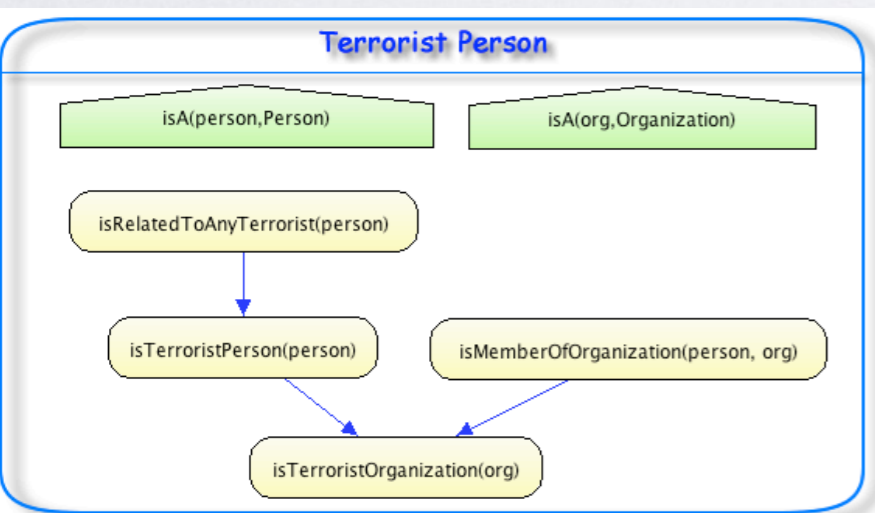 Terrorist Person
isA(person,Person)
isA(org,Organization)
isRelatedToAnyTerrorist(person)
isTerroristPerson(person)
isMemberOfOrganization(person, org)
isTerroristOrganization(org)